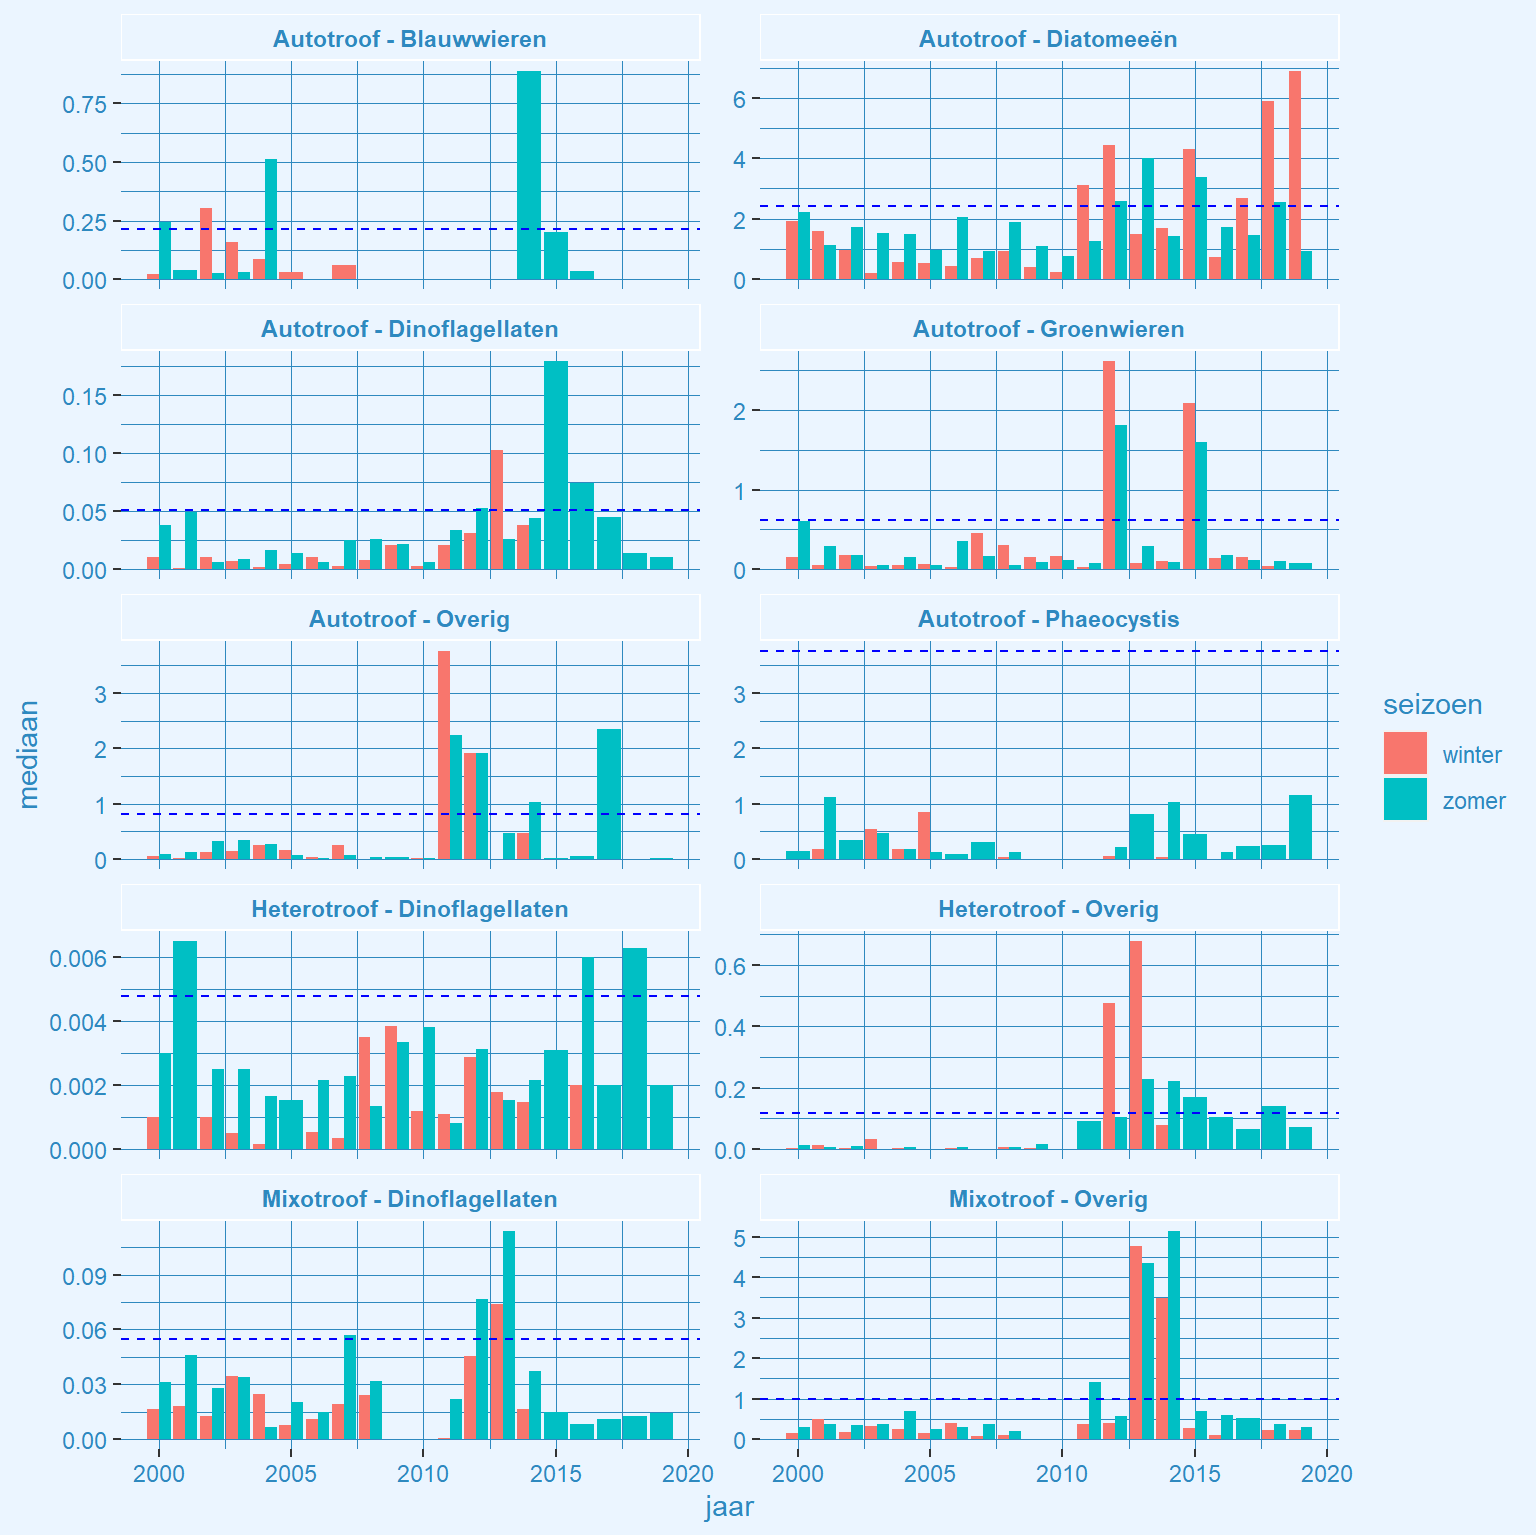 Autotroof - Blauwwieren
Autotroof - Diatomeeën
0.75
0.50
0.25
0.00
6
4
2
0
Autotroof - Dinoflagellaten
Autotroof - Groenwieren
0.15
0.10
0.05
0.00
2
1
0
Autotroof - Overig
Autotroof - Phaeocystis
3
2
1
0
3
2
1
0
Heterotroof - Dinoflagellaten
Heterotroof - Overig
0.006
0.004
0.002
0.000
0.6
0.4
0.2
0.0
Mixotroof - Dinoflagellaten
Mixotroof - Overig
0.09
0.06
0.03
0.00
5
4
3
2
1
0
2000 2005 2010 2015 2020
2000 2005 2010 2015 2020
jaar
mediaan
seizoen
winter
zomer